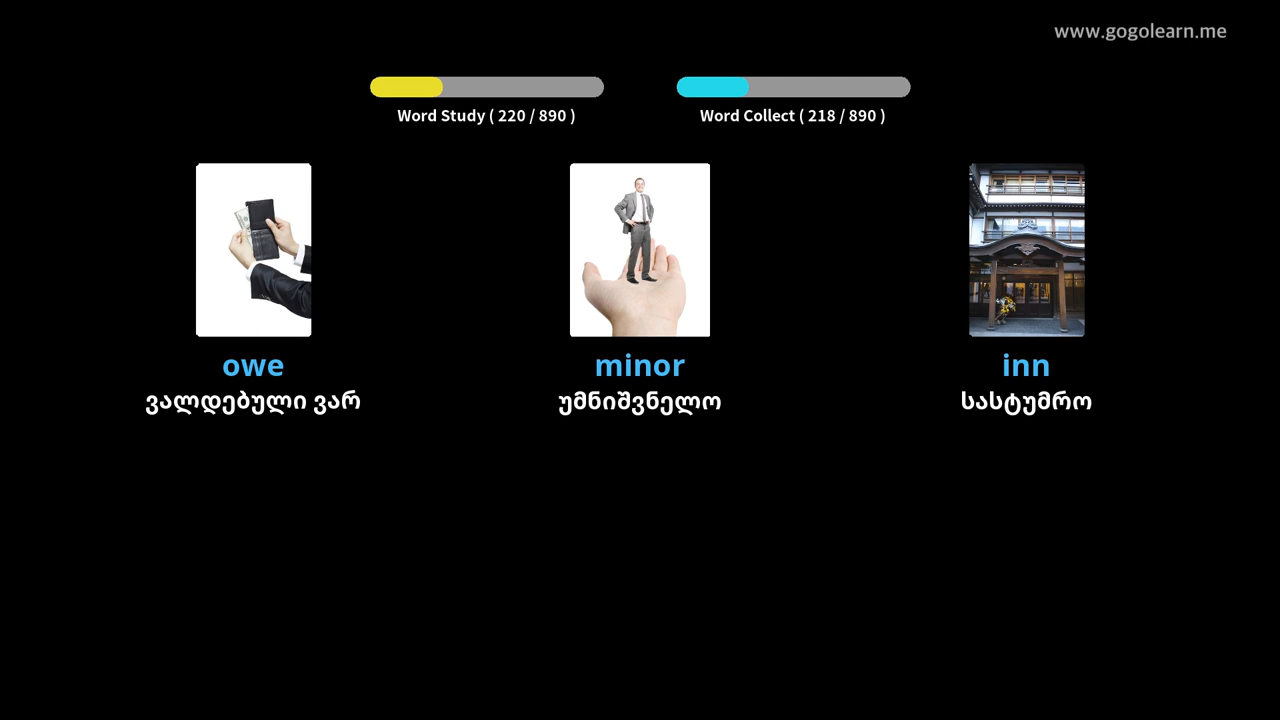 www.gogolearn.me
Word Study ( 220 / 890 )
Word Collect ( 218 / 890 )
owe
minor
inn
ვალდებული ვარ
უმნიშვნელო
სასტუმრო